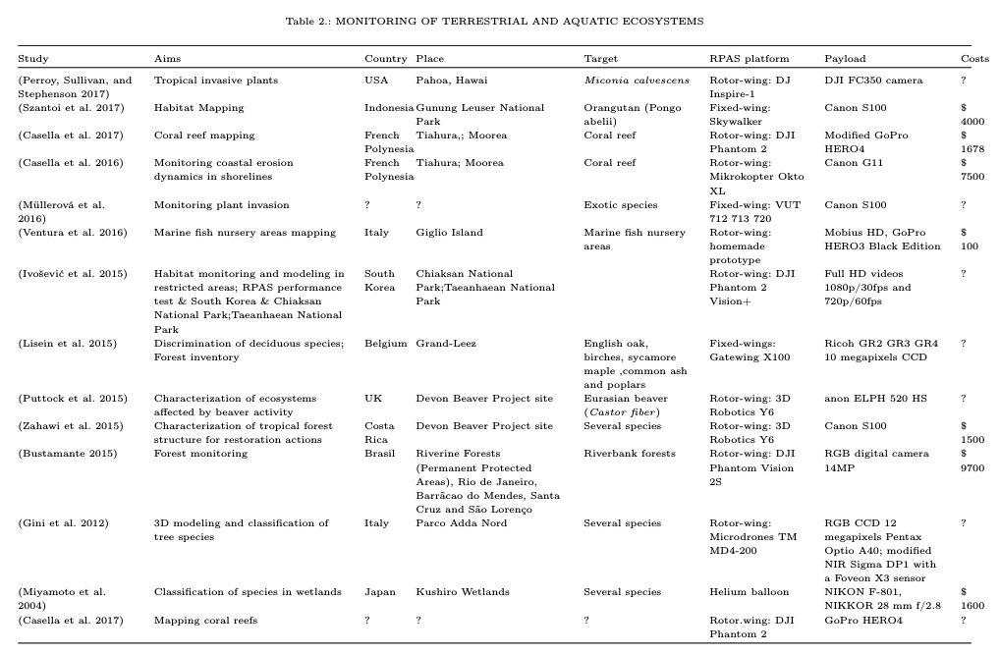 Table 2.: MONITORING OF TERRESTRIAL AND AQUATIC ECOSYSTEMS
Study Aims Country Place Target RPAS platform Payload Costs
(Perroy, Sullivan, and Tropical invasive plants USA Pahoa, Hawai Miconia calvescens Rotor-wing: DJ DJI FC350 camera ?
Stephenson 2017) Inspire-1
(Szantoi et al. 2017) Habitat Mapping Indonesia Gunung Leuser National Orangutan (Pongo Fixed-wing: Canon S100 $
Park abelii) Skywalker 4000
(Casella et al. 2017) Coral reef mapping French Tiahura,; Moorea Coral reef Rotor-wing: DJI Modified GoPro $
Polynesia Phantom 2 HERO4 1678
(Casella et al. 2016) Monitoring coastal erosion French Tiahura; Moorea Coral reef Rotor-wing: Canon G11 $
dynamics in shorelines Polynesia Mikrokopter Okto 7500
XL
(Müllerová et al. Monitoring plant invasion ? ? Exotic species Fixed-wing: VUT Canon S100 ?
2016) 712 713 720
(Ventura et al. 2016) Marine fish nursery areas mapping Italy Giglio Island Marine fish nursery Rotor-wing: Mobius HD, GoPro $
areas homemade HERO3 Black Edition 100
prototype
(Ivošević et al. 2015) Habitat monitoring and modeling in South Chiaksan National Rotor-wing: DJI Full HD videos ?
restricted areas; RPAS performance Korea Park;Taeanhaean National Phantom 2 1080p/30fps and
test & South Korea & Chiaksan Park Vision+ 720p/60fps
National Park;Taeanhaean National
Park
(Lisein et al. 2015) Discrimination of deciduous species; Belgium Grand-Leez English oak, Fixed-wings: Ricoh GR2 GR3 GR4 ?
Forest inventory birches, sycamore Gatewing X100 10 megapixels CCD
maple ,common ash
and poplars
(Puttock et al. 2015) Characterization of ecosystems UK Devon Beaver Project site Eurasian beaver Rotor-wing: 3D anon ELPH 520 HS ?
affected by beaver activity (Castor fiber) Robotics Y6
(Zahawi et al. 2015) Characterization of tropical forest Costa Devon Beaver Project site Several species Rotor-wing: 3D Canon S100 $
structure for restoration actions Rica Robotics Y6 1500
(Bustamante 2015) Forest monitoring Brasil Riverine Forests Riverbank forests Rotor-wing: DJI RGB digital camera $
(Permanent Protected Phantom Vision 14MP 9700
Areas), Rio de Janeiro, 2S
Barrãcao do Mendes, Santa
Cruz and São Lorenço
(Gini et al. 2012) 3D modeling and classification of Italy Parco Adda Nord Several species Rotor-wing: RGB CCD 12 ?
tree species Microdrones TM megapixels Pentax
MD4-200 Optio A40; modified
NIR Sigma DP1 with
a Foveon X3 sensor
(Miyamoto et al. Classification of species in wetlands Japan Kushiro Wetlands Several species Helium balloon NIKON F-801, $
2004) NIKKOR 28 mm f/2.8 1600
(Casella et al. 2017) Mapping coral reefs ? ? ? Rotor.wing: DJI GoPro HERO4 ?
Phantom 2